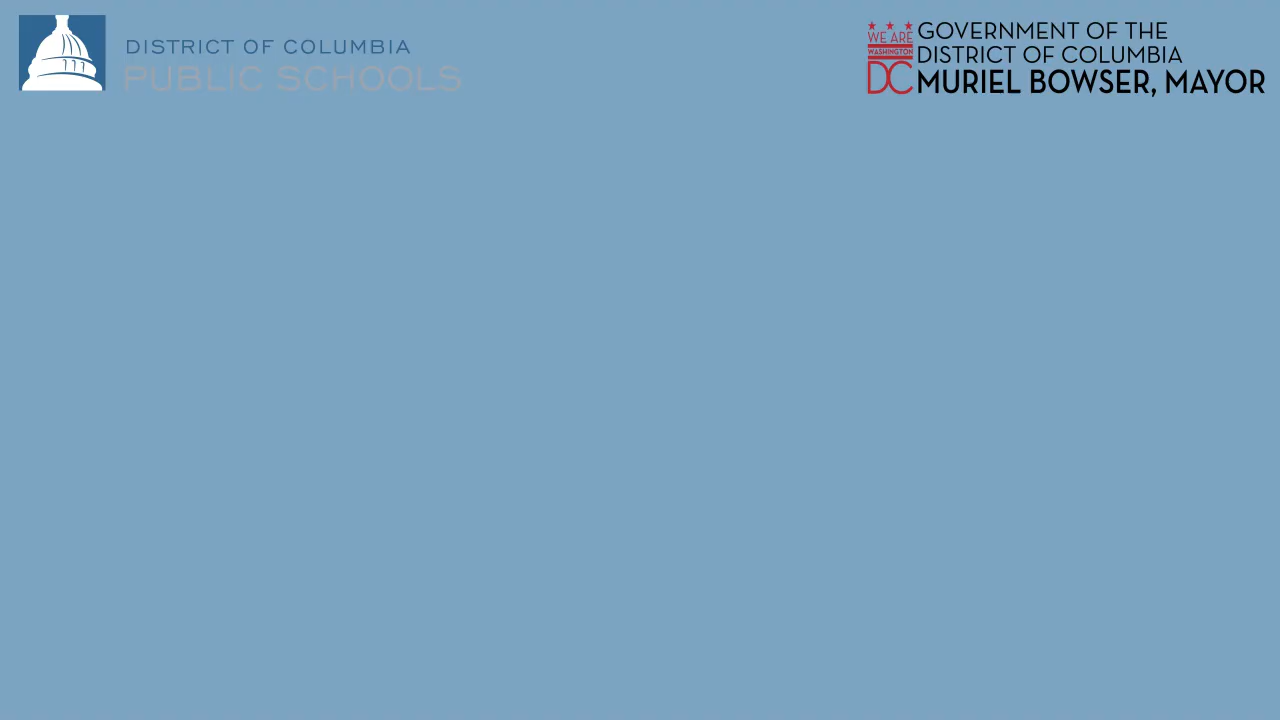 DISTRICT OF COLUMBIA
PUBLIC SCHOOLS
WE ARE
WASHINGTON
DC
GOVERNMENT OF THE
DISTRICT OF COLUMBIA
MURIEL BOWSER, MAYOR